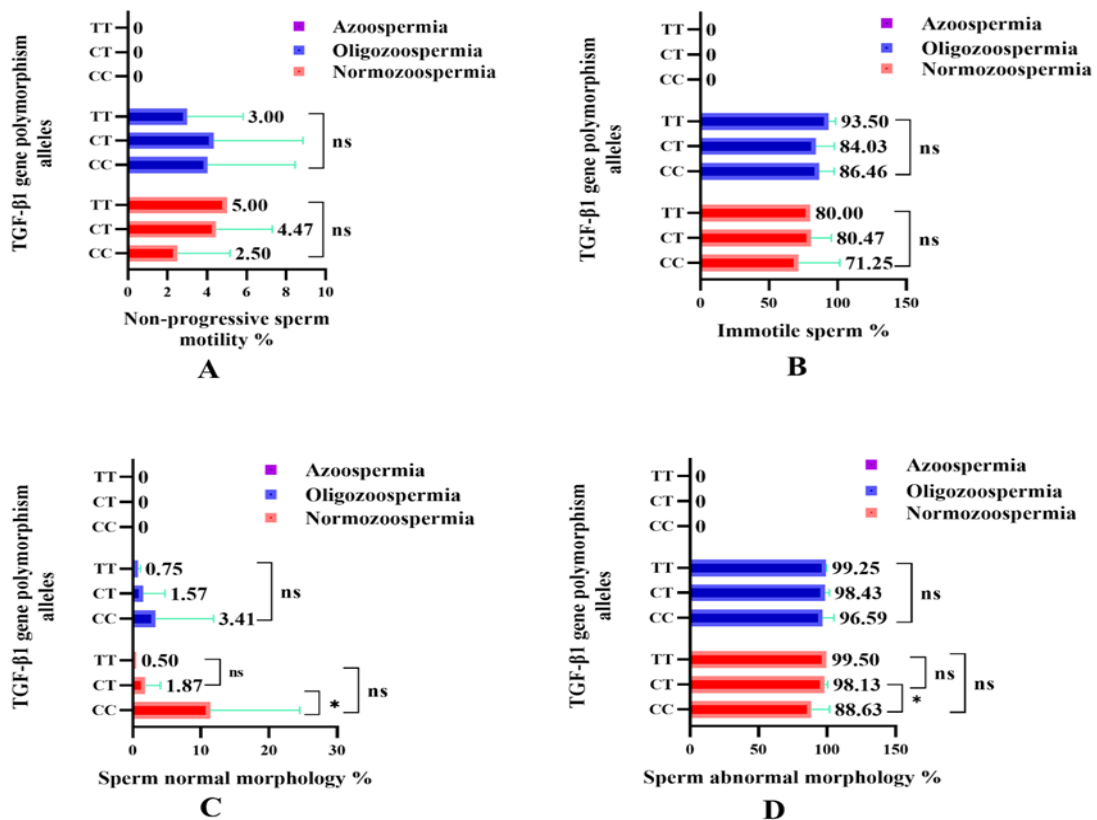 TGF-β1 gene polymorphism
alleles
Azoospermia
Oligozoospermia
Normozoospermia
TT 0
CT 0
CC 0
TT 3.00
CT
CC
ns
TT 5.00
CT 4.47
CC 2.50
ns
0 2 4 6 8 10
Non-progressive sperm
motility %
A
TGF-β1 gene polymorphism
alleles
Azoospermia
Oligozoospermia
Normozoospermia
TT 0
CT 0
CC 0
TT 93.50
CT 84.03
CC 86.46
ns
TT 80.00
CT 80.47
CC 71.25
ns
0 50 100 150
Immotile sperm %
B
TGF-β1 gene polymorphism
alleles
Azoospermia
Oligozoospermia
Normozoospermia
TT 0
CT 0
CC 0
TT 0.75
CT 1.57
CC 3.41
ns
TT 0.50
CT 1.87
CC
ns
*
ns
0 10 20 30
Sperm normal morphology %
C
TGF-β1 gene polymorphism
alleles
Azoospermia
Oligozoospermia
Normozoospermia
TT 0
CT 0
CC 0
TT 99.25
CT 98.43
CC 96.59
ns
TT 99.50
CT 98.13
CC 88.63
ns
*
ns
0 50 100 150
Sperm abnormal morphology %
D